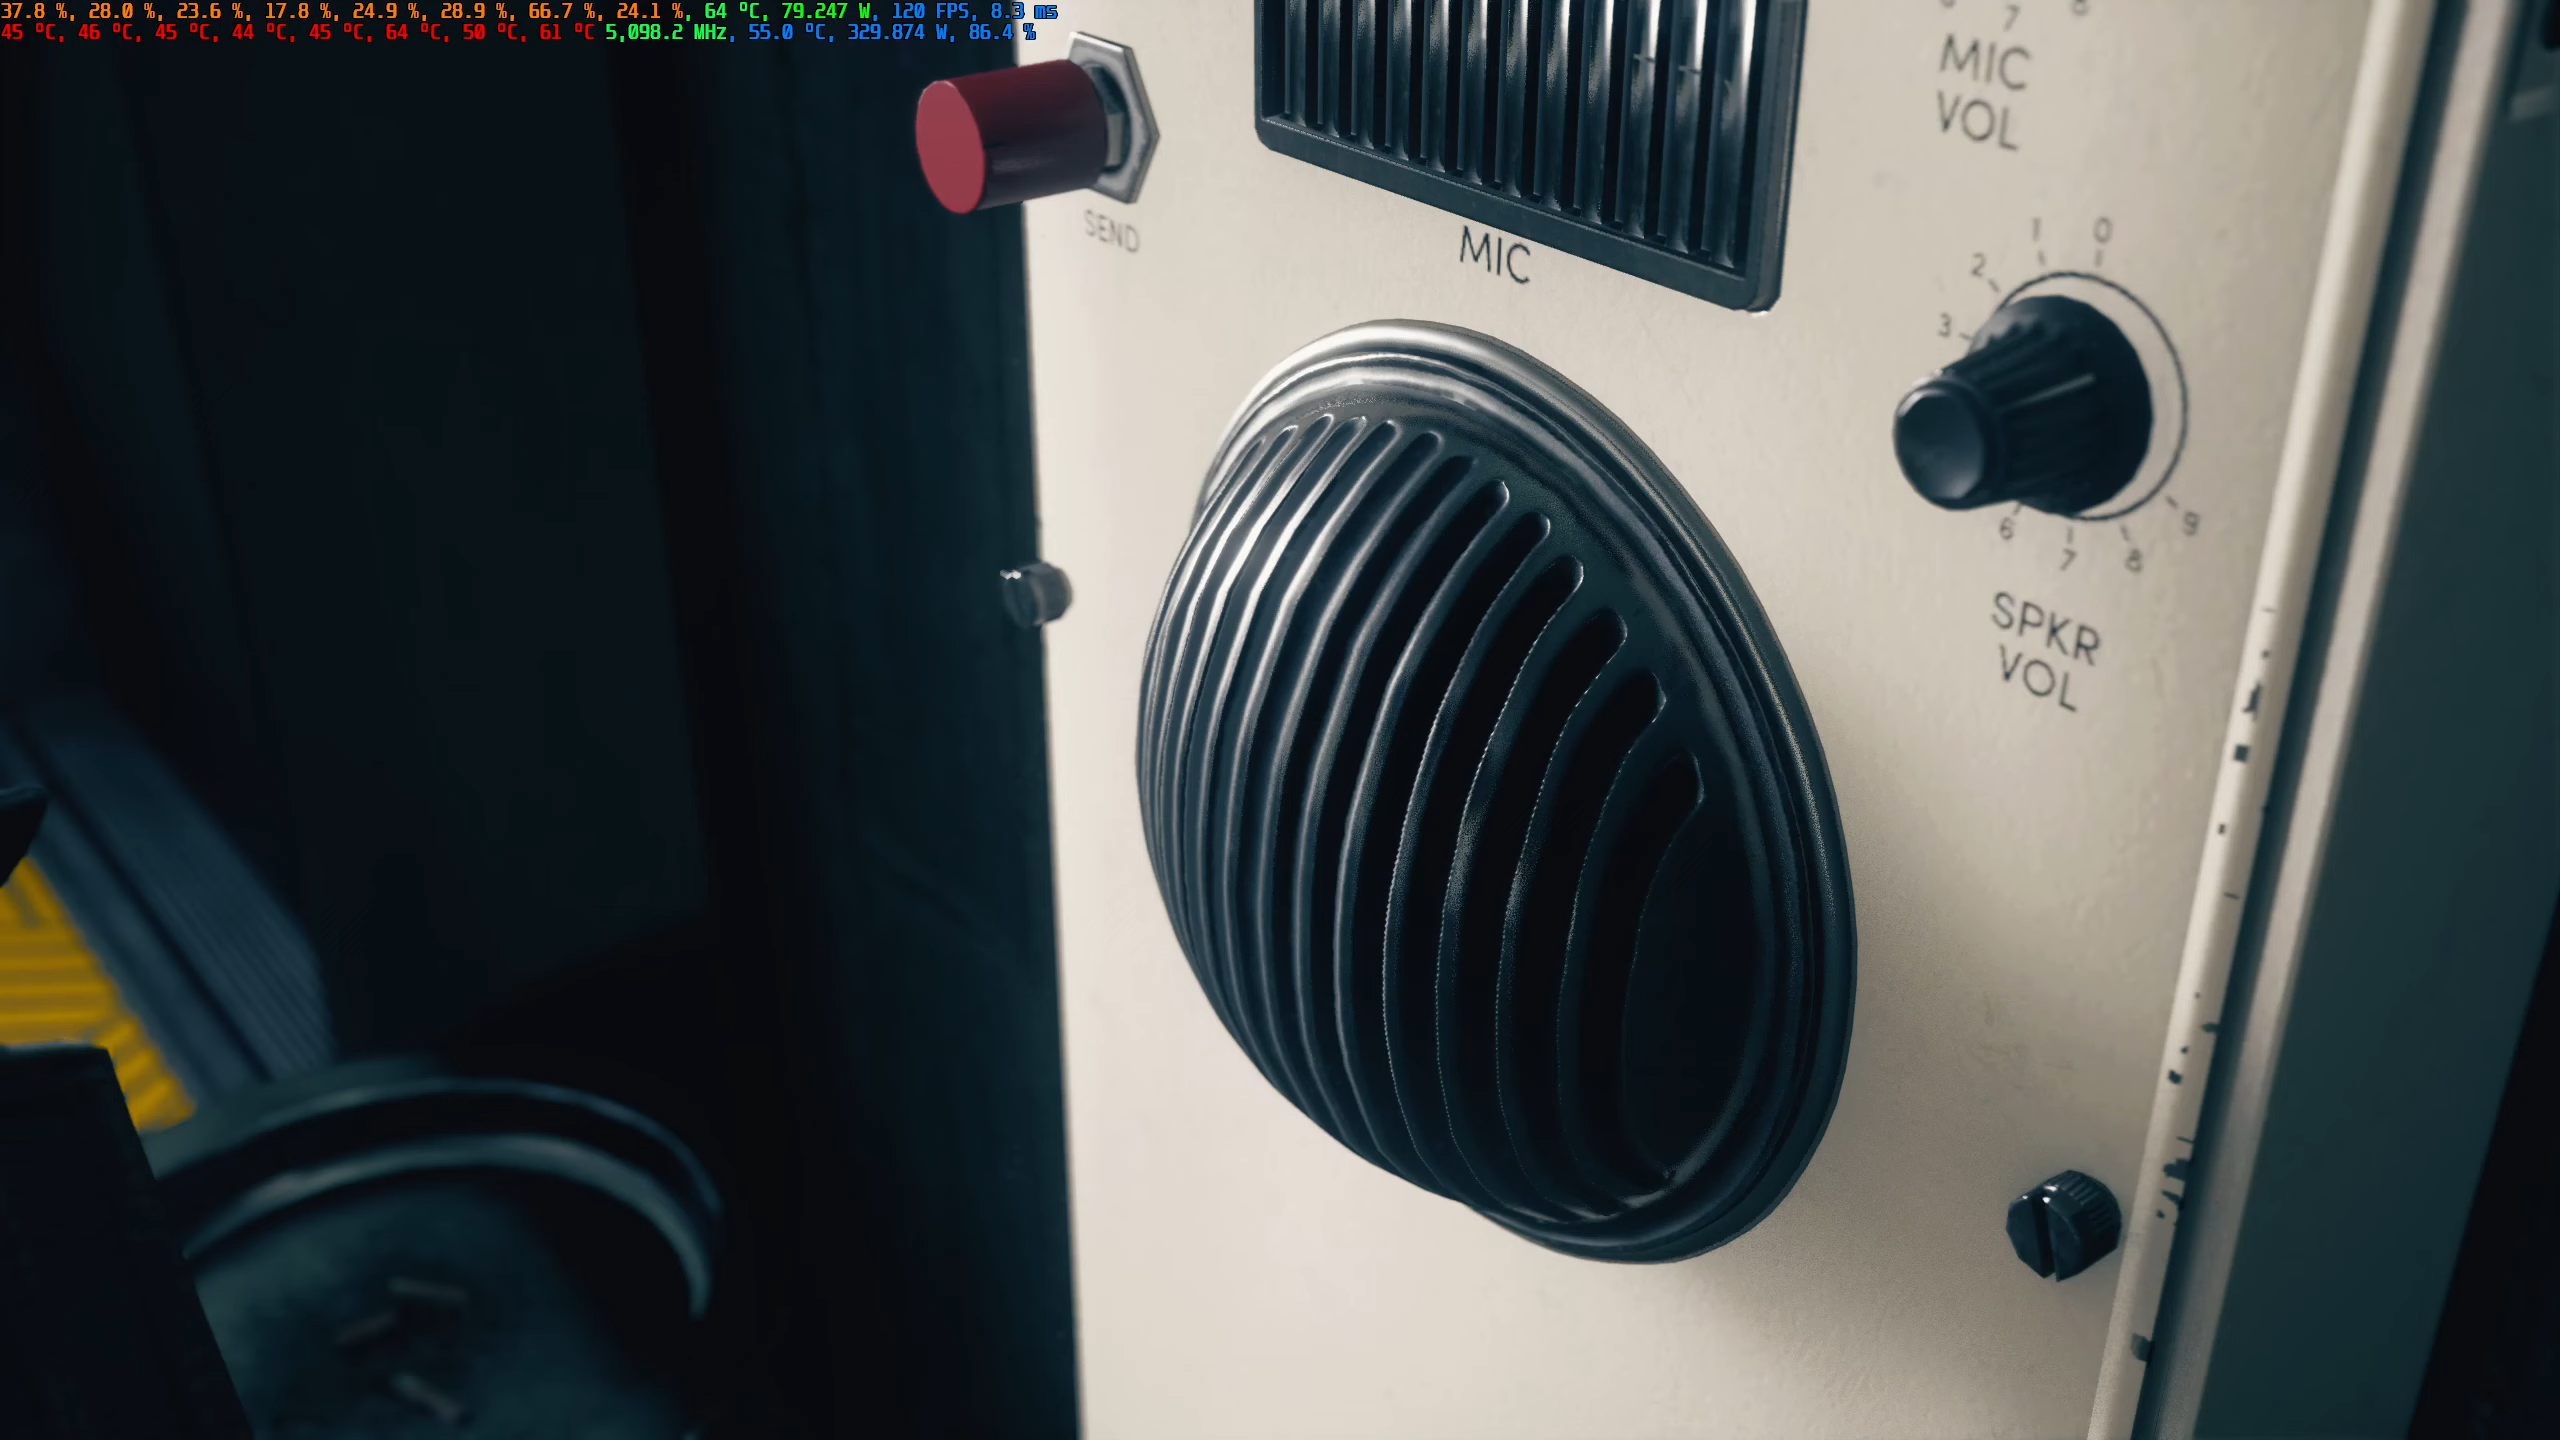 37.8 %, 28.0 %, 23.6 %, 17.8 %, 24.9 %, 28.9 %, 66.7 %, 24.1 %, 64 °C, 79.247 W, 120 FPS, 8.3 ms
45 °C, 46 °C, 45 °C, 44 °C, 45 °C, 64 °C, 50 °C, 61 °C 5,098.2 MHz, 55.0 °C, 329.874 W, 86.4 %
7 8
MIC
VOL
SEND
MIC
0
1
2
3
6
7
8
9
SPKR
VOL